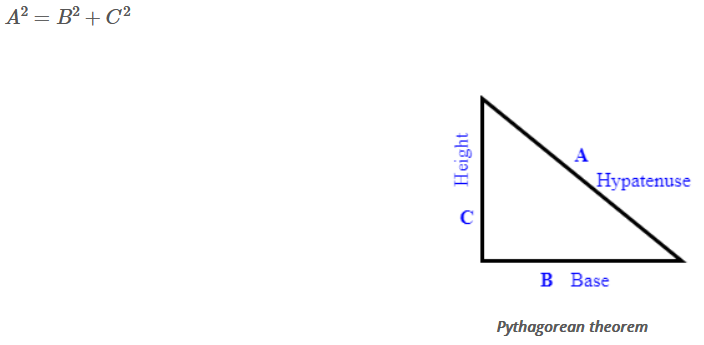 A² = B² + C²
Height
A
Hypatenuse
C
B Base
Pythagorean theorem